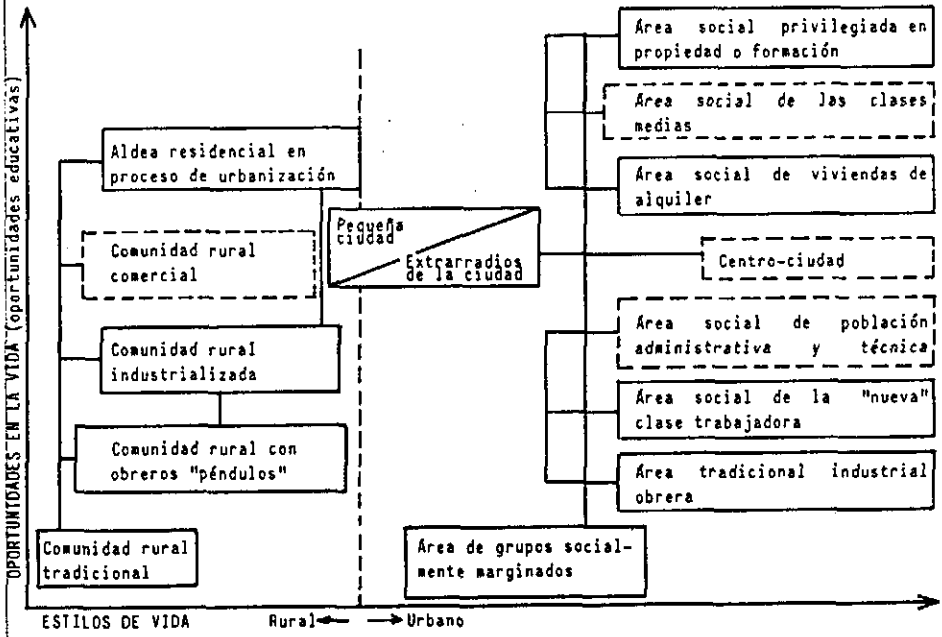 OPORTUNIDADES EN LA VIDA (oportunidades educativas)
Área social privilegiada en
propiedad o formación
Área social de las clases
medias
Área social de viviendas de
alquiler
Aldea residencial en
proceso de urbanización
Comunidad rural
comercial
Pequeña
ciudad
Extrarradios
de la ciudad
Centro-ciudad
Comunidad rural
industrializada
Área social de población
administrativa y técnica
Área social de la "nueva"
clase trabajadora
Comunidad rural con
obreros "péndulos"
Área tradicional industrial
obrera
Comunidad rural
tradicional
Área de grupos social-
mente marginados
ESTILOS DE VIDA Rural Urbano